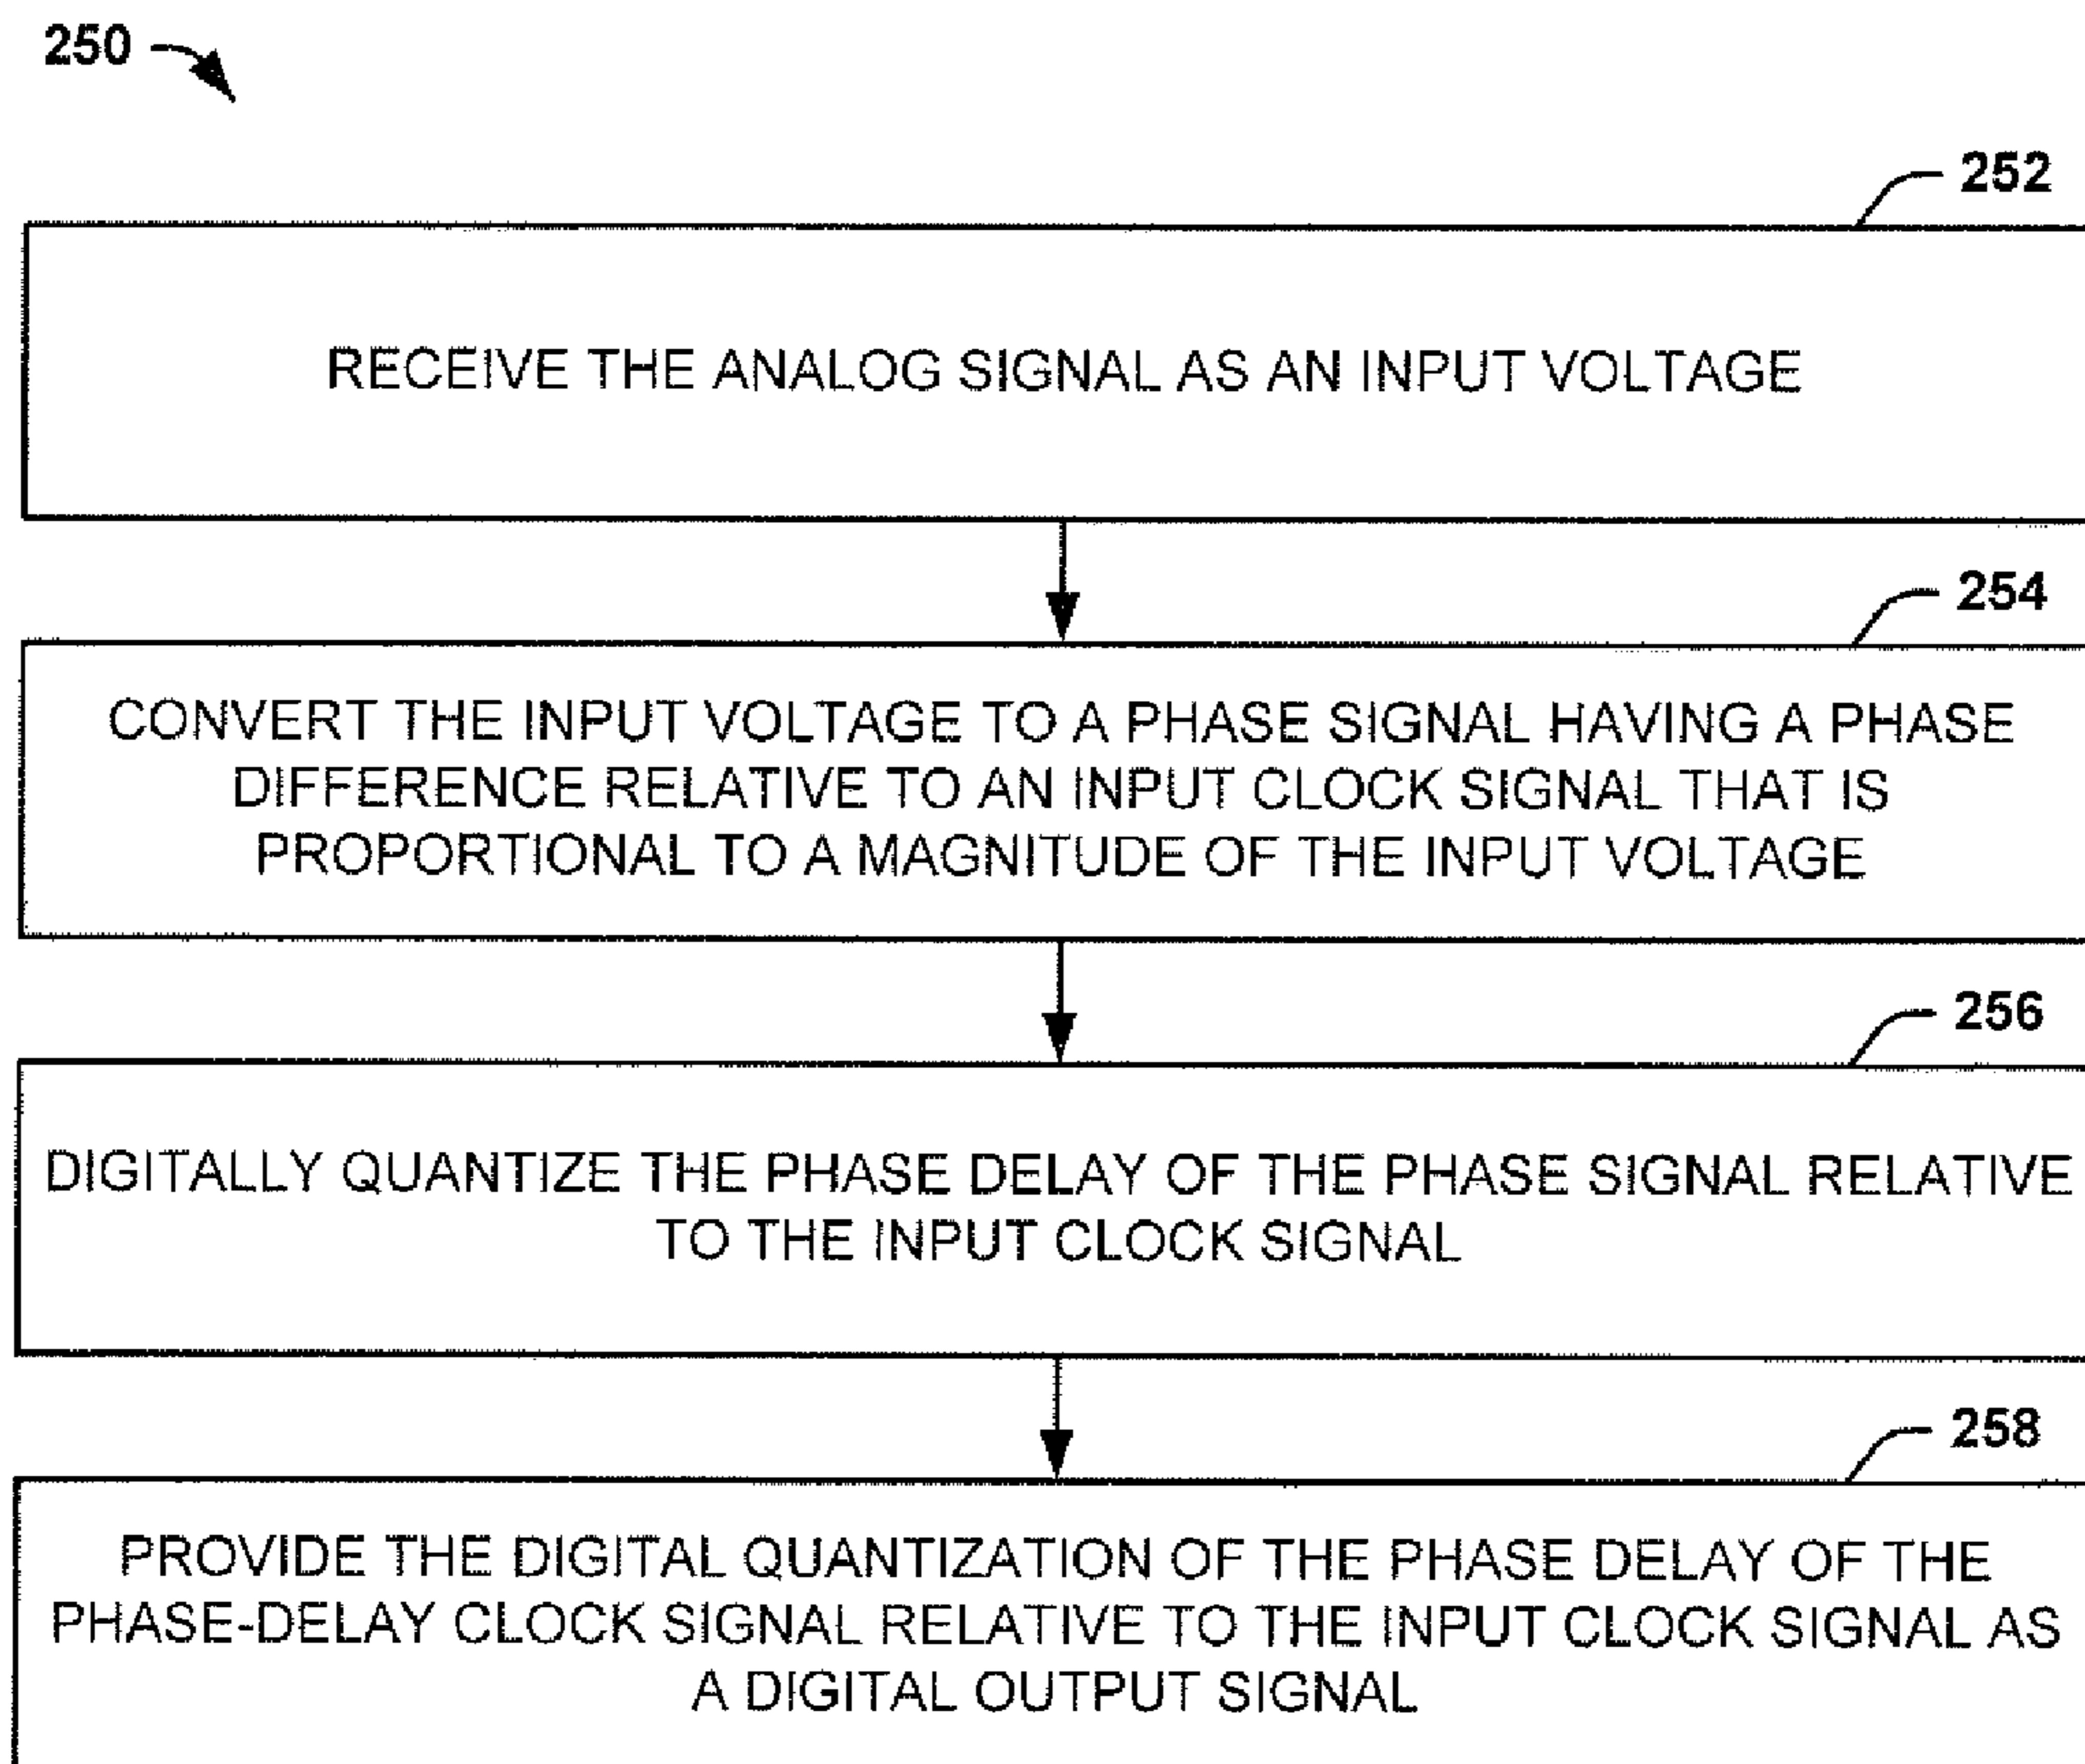 250
252
RECEIVE THE ANALOG SIGNAL AS AN INPUT VOLTAGE
254
CONVERT THE INPUT VOLTAGE TO A PHASE SIGNAL HAVING A PHASE
DIFFERENCE RELATIVE TO AN INPUT CLOCK SIGNAL THAT IS
PROPORTIONAL TO A MAGNITUDE OF THE INPUT VOLTAGE
256
DIGITALLY QUANTIZE THE PHASE DELAY OF THE PHASE SIGNAL RELATIVE
TO THE INPUT CLOCK SIGNAL
258
PROVIDE THE DIGITAL QUANTIZATION OF THE PHASE DELAY OF THE
PHASE-DELAY CLOCK SIGNAL RELATIVE TO THE INPUT CLOCK SIGNAL AS
A DIGITAL OUTPUT SIGNAL